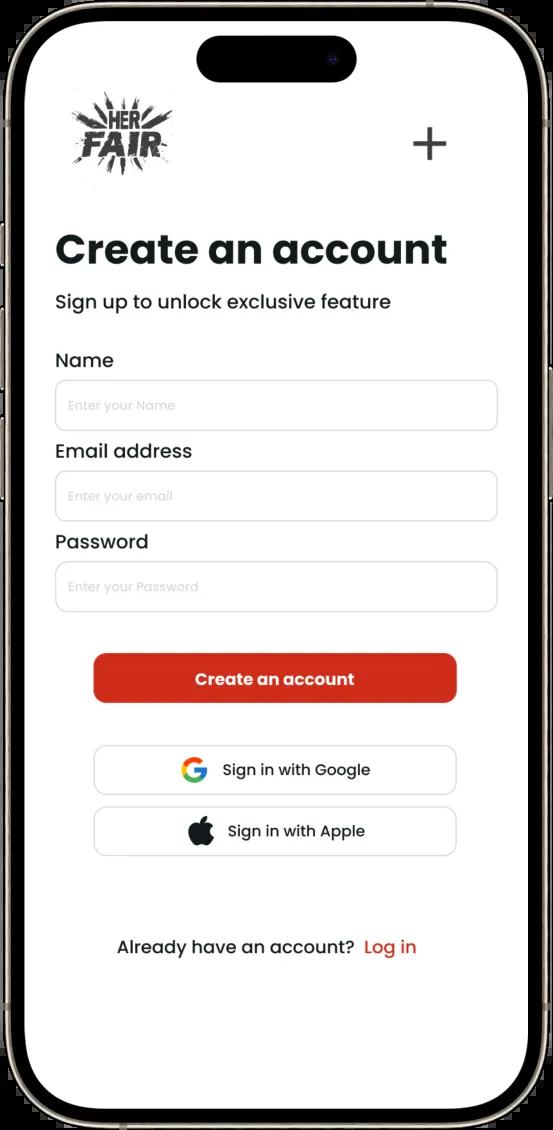 HER
FAIR
Create an account
Sign up to unlock exclusive feature
Name
Enter your Name
Email address
Enter your email
Password
Enter your Password
Create an account
Sign in with Google
Sign in with Apple
Already have an account? Log in